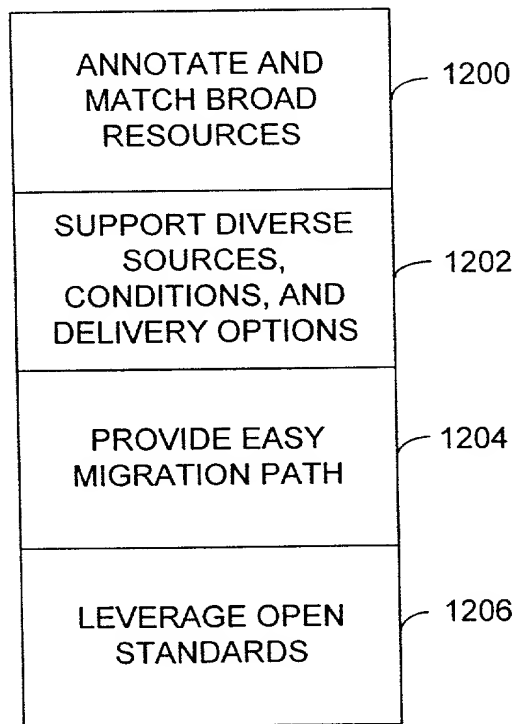 ANNOTATE AND
MATCH BROAD
RESOURCES
1200
SUPPORT DIVERSE
SOURCES,
CONDITIONS, AND
DELIVERY OPTIONS
1202
PROVIDE EASY
MIGRATION PATH
1204
LEVERAGE OPEN
STANDARDS
1206